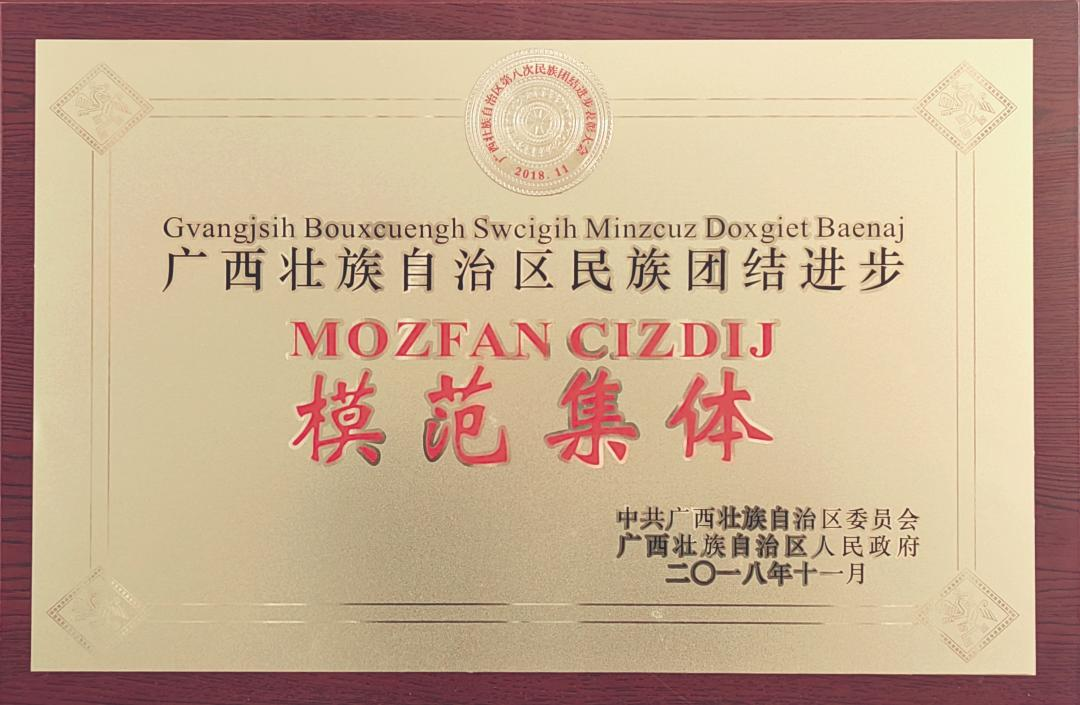 广西壮族自治区第八次民族团结进步表彰大会
2018.11
Gvangjsih Bouxcuengh Swcigih Minzcuz Doxgiet Baenaj
广西壮族自治区民族团结进步
MOZFAN CIZDIJ
模范集体
中共广西壮族自治区委员会
广西壮族自治区人民政府
二〇一八年十一月